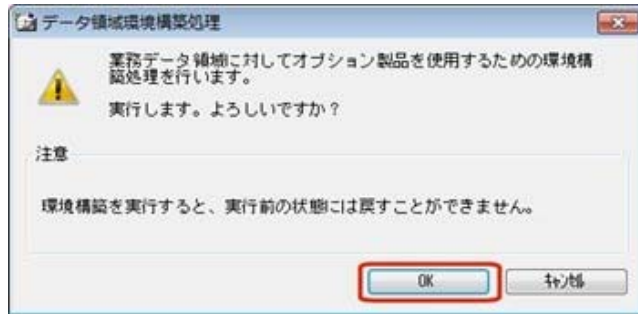 データ領域環境構築処理
業務データ領域に対してオプション製品を使用するための環境構
築処理を行います。
実行します。よろしいですか？
注意
環境構築を実行すると、実行前の状態には戻すことができません。
OK
ｷｬﾝｾﾙ